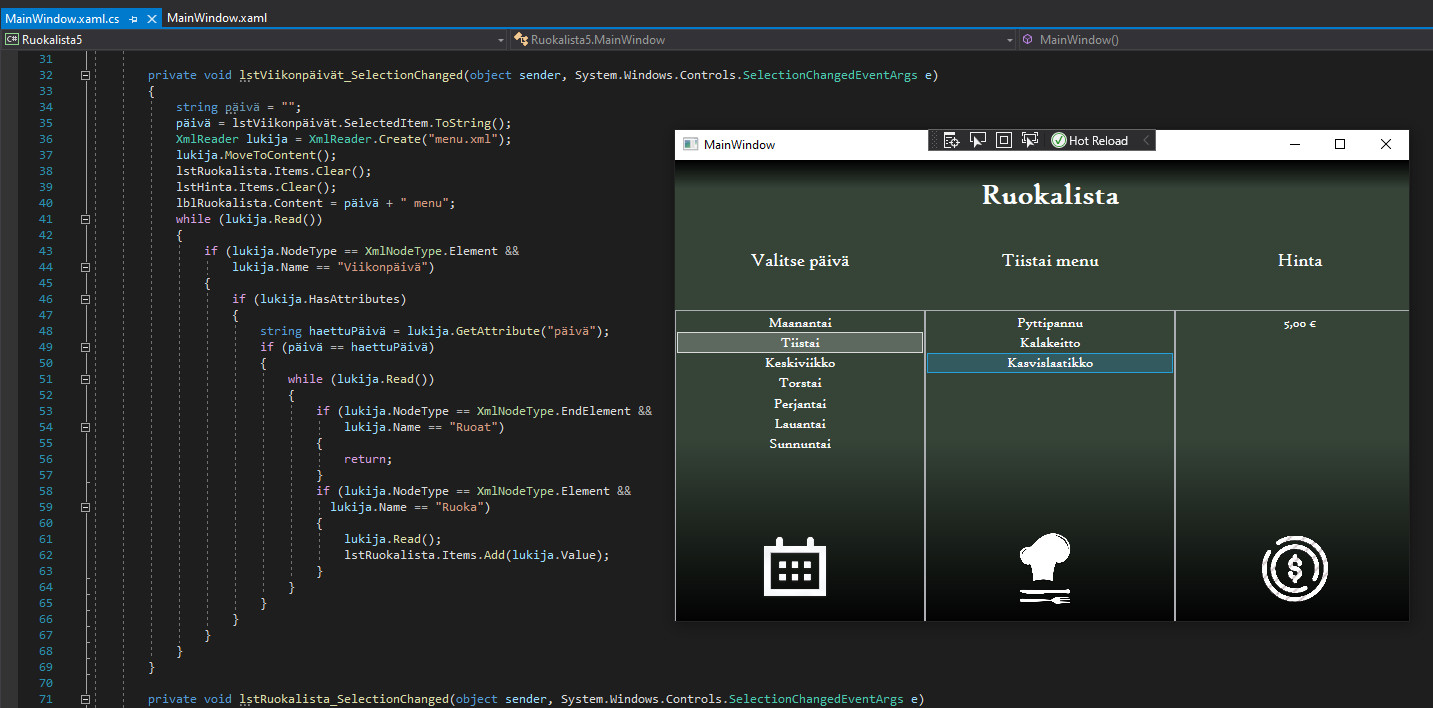 MainWindow.xaml.cs
MainWindow.xaml
C# Ruokalista5
Ruokalista5.MainWindow
MainWindow()
31
32 private void lstViikonpäivät_SelectionChanged(object sender, System.Windows.Controls.SelectionChangedEventArgs e)
33 {
34 string päivä = "";
35 päivä = lstViikonpäivät.SelectedItem.ToString();
36 XmlReader lukija = XmlReader.Create("menu.xml");
37 lukija.MoveToContent();
38 lstRuokalista.Items.Clear();
39 lstHinta.Items.Clear();
40 lblRuokalista.Content = päivä + " menu";
41 while (lukija.Read())
42 {
43 if (lukija.NodeType == XmlNodeType.Element &&
44 lukija.Name == "Viikonpäivä")
45 {
46 if (lukija.HasAttributes)
47 {
48 string haettuPäivä = lukija.GetAttribute("päivä");
49 if (päivä == haettuPäivä)
50 {
51 while (lukija.Read())
52 {
53 if (lukija.NodeType == XmlNodeType.EndElement &&
54 lukija.Name == "Ruoat")
55 {
56 return;
57 }
58 if (lukija.NodeType == XmlNodeType.Element &&
59 lukija.Name == "Ruoka")
60 {
61 lukija.Read();
62 lstRuokalista.Items.Add(lukija.Value);
63 }
64 }
65 }
66 }
67 }
68 }
69 }
70
71 private void lstRuokalista_SelectionChanged(object sender, System.Windows.Controls.SelectionChangedEventArgs e)
MainWindow
Hot Reload
Ruokalista
Valitse päivä
Tiistai menu
Hinta
Maanantai
Tiistai
Keskiviikko
Torstai
Perjantai
Lauantai
Sunnuntai
Pyttipannu
Kalakeitto
Kasvislaatikko
5,00 €
$